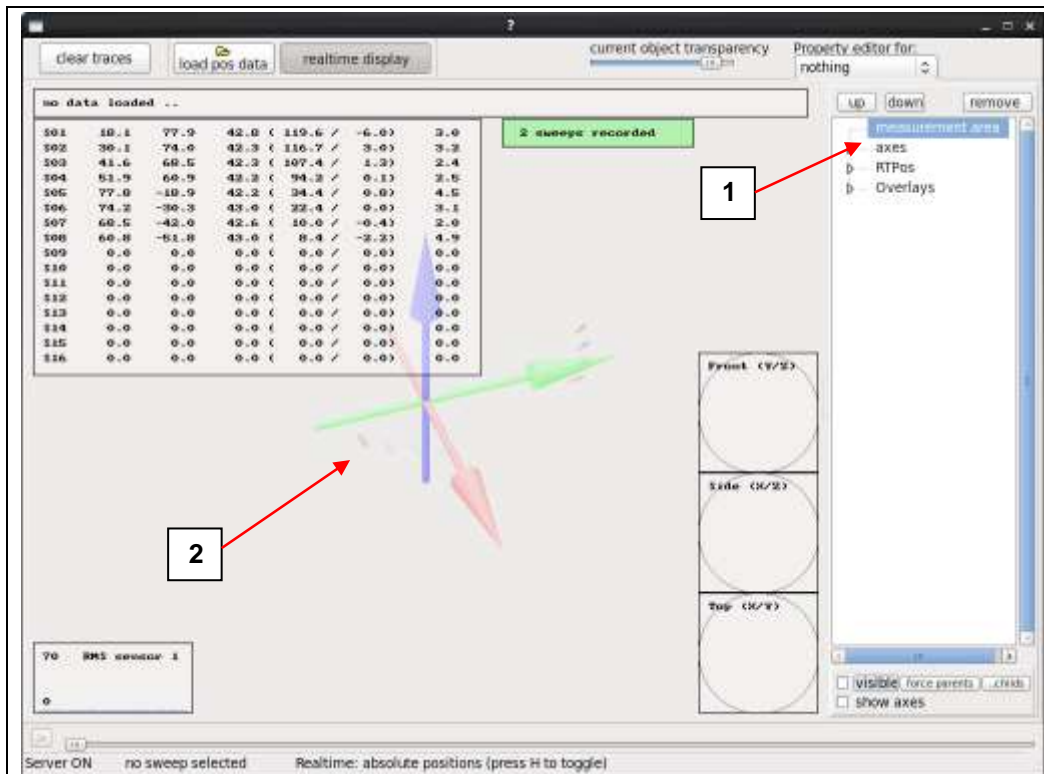 ?
clear traces load pos data realtime display current object transparency Property editor for:
nothing
no data loaded ..
up down remove
S01 18.1 77.9 42.0 ( 119.6 / -6.0) 3.0
S02 30.1 74.0 42.3 ( 116.7 / 3.0) 3.2
S03 41.6 68.5 42.3 ( 107.4 / 1.3) 2.4
S04 51.9 60.9 42.2 ( 94.2 / 0.1) 2.5
S05 77.0 -18.9 42.2 ( 34.4 / 0.0) 4.5
S06 74.2 -30.3 43.0 ( 22.4 / 0.0) 3.1
S07 68.5 -42.0 42.6 ( 10.0 / -0.4) 2.0
S08 60.8 -51.8 43.0 ( 8.4 / -2.2) 4.9
S09 0.0 0.0 0.0 ( 0.0 / 0.0) 0.0
S10 0.0 0.0 0.0 ( 0.0 / 0.0) 0.0
S11 0.0 0.0 0.0 ( 0.0 / 0.0) 0.0
S12 0.0 0.0 0.0 ( 0.0 / 0.0) 0.0
S13 0.0 0.0 0.0 ( 0.0 / 0.0) 0.0
S14 0.0 0.0 0.0 ( 0.0 / 0.0) 0.0
S15 0.0 0.0 0.0 ( 0.0 / 0.0) 0.0
S16 0.0 0.0 0.0 ( 0.0 / 0.0) 0.0
2 sweeps recorded
measurement area
axes
RTPos
Overlays
1
2
Front (Y/Z)
Side (X/Z)
Top (X/Y)
70 RMS sensor 1
0
visible force parents ..childs
show axes
Server ON no sweep selected Realtime: absolute positions (press H to toggle)